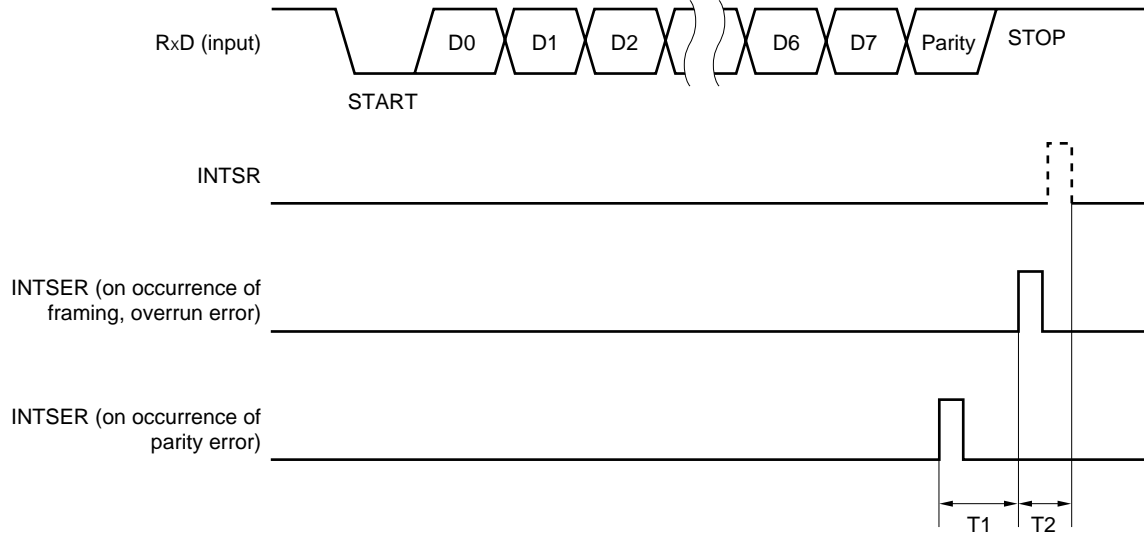 RxD (input)
D0 D1 D2 D6 D7 Parity STOP
START
INTSR
INTSER (on occurrence of
framing, overrun error)
INTSER (on occurrence of
parity error)
T1 T2